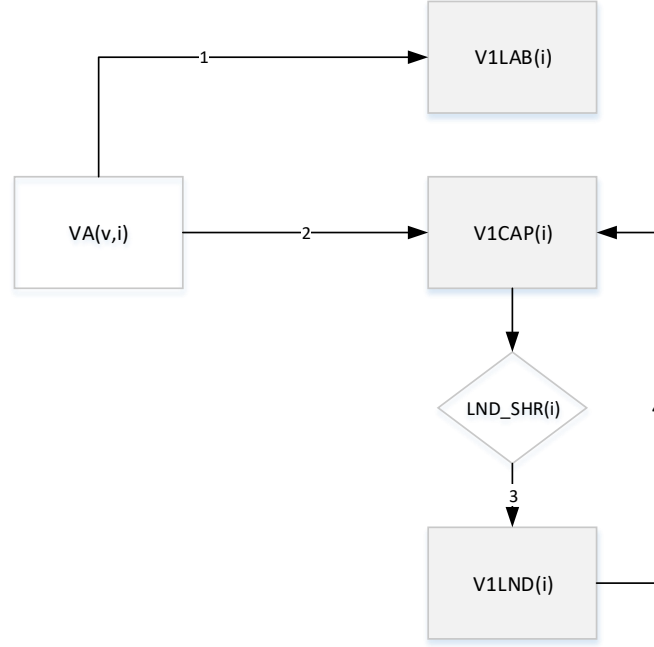 1
V1LAB(i)
VA(v,i)
2
V1CAP(i)
LND_SHR(i)
3
V1LND(i)